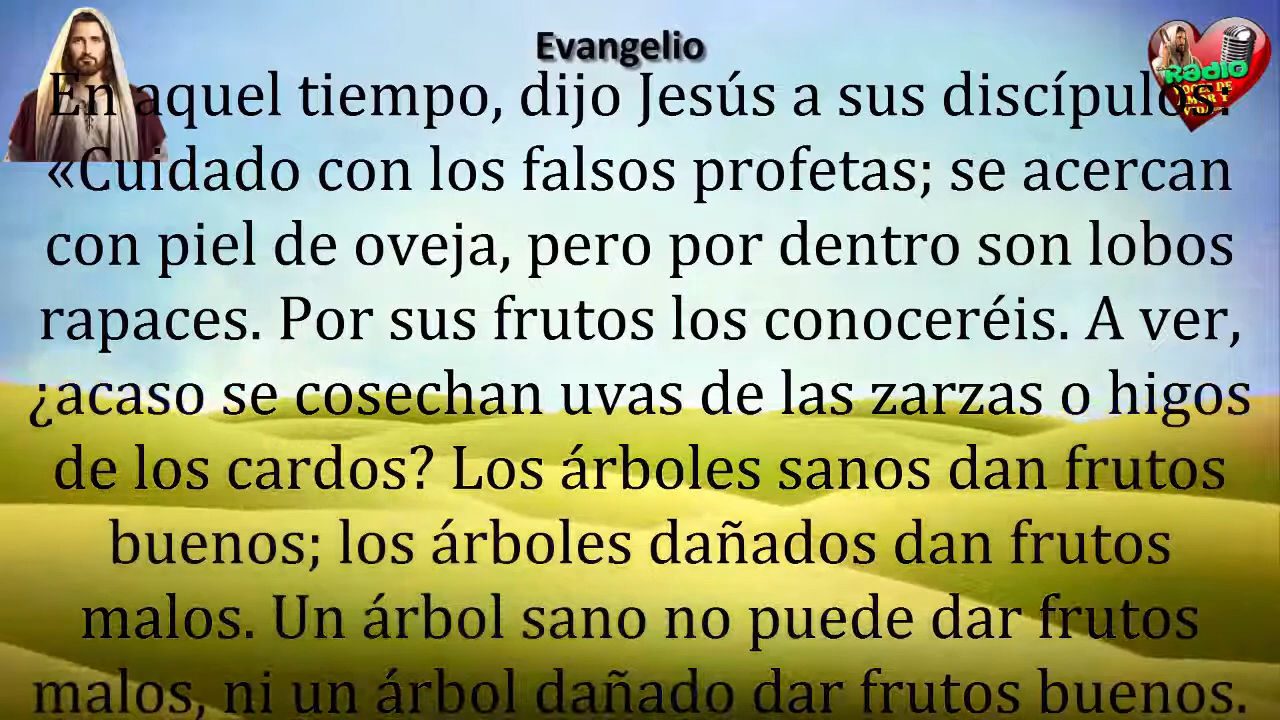 Evangelio
En aquel tiempo, dijo Jesús a sus discípulos:
«Cuidado con los falsos profetas; se acercan
con piel de oveja, pero por dentro son lobos
rapaces. Por sus frutos los conoceréis. A ver,
¿acaso se cosechan uvas de las zarzas o higos
de los cardos? Los árboles sanos dan frutos
buenos; los árboles dañados dan frutos
malos. Un árbol sano no puede dar frutos
malos, ni un árbol dañado dar frutos buenos.
Radio